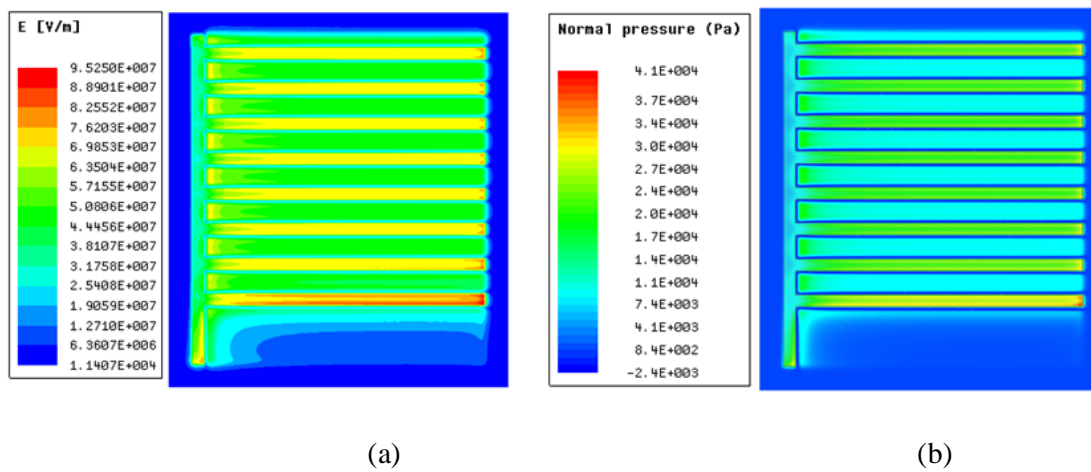 E [V/m]
9.5250E+007
8.8901E+007
8.2552E+007
7.6203E+007
6.9853E+007
6.3504E+007
5.7155E+007
5.0806E+007
4.4456E+007
3.8107E+007
3.1758E+007
2.5408E+007
1.9059E+007
1.2710E+007
6.3607E+006
1.1407E+004
Normal pressure (Pa)
4.1E+004
3.7E+004
3.4E+004
3.0E+004
2.7E+004
2.4E+004
2.0E+004
1.7E+004
1.4E+004
1.1E+004
7.4E+003
4.1E+003
8.4E+002
-2.4E+003
(a)
(b)